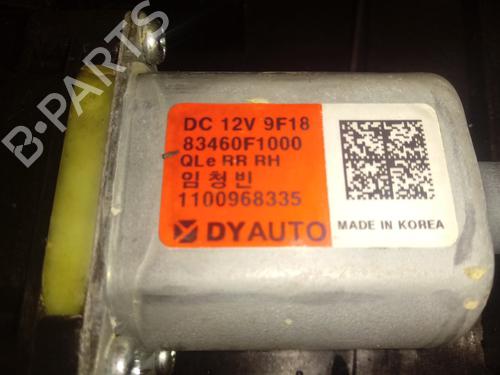 B-PARTS
DC 12V 9F18
83460F1000
QLe RR RH
임청빈
1100968335
DYAUTO
MADE IN KOREA